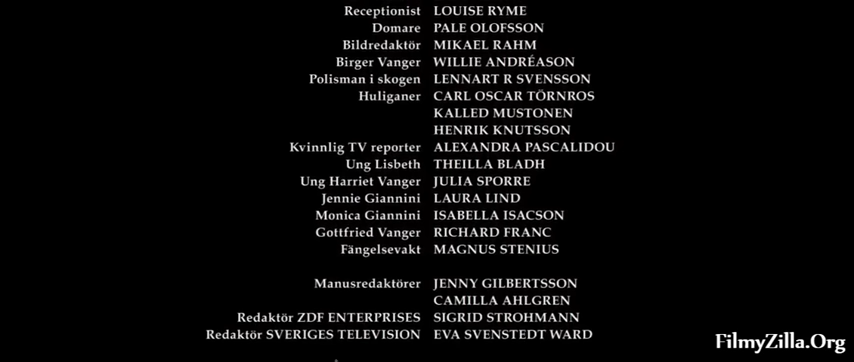 Receptionist LOUISE RYME
Domare PALE OLOFSSON
Bildredaktör MIKAEL RAHM
Birger Vanger WILLIE ANDRÉASON
Polisman i skogen LENNART R SVENSSON
Huliganer CARL OSCAR TÖRNROS
KALLED MUSTONEN
HENRIK KNUTSSON
Kvinnlig TV reporter ALEXANDRA PASCALIDOU
Ung Lisbeth THEILLA BLADH
Ung Harriet Vanger JULIA SPORRE
Jennie Giannini LAURA LIND
Monica Giannini ISABELLA ISACSON
Gottfried Vanger RICHARD FRANC
Fängelsevakt MAGNUS STENIUS
Manusredaktörer JENNY GILBERTSSON
CAMILLA AHLGREN
Redaktör ZDF ENTERPRISES SIGRID STROHMANN
Redaktör SVERIGES TELEVISION EVA SVENSTEDT WARD
FilmyZilla.Org